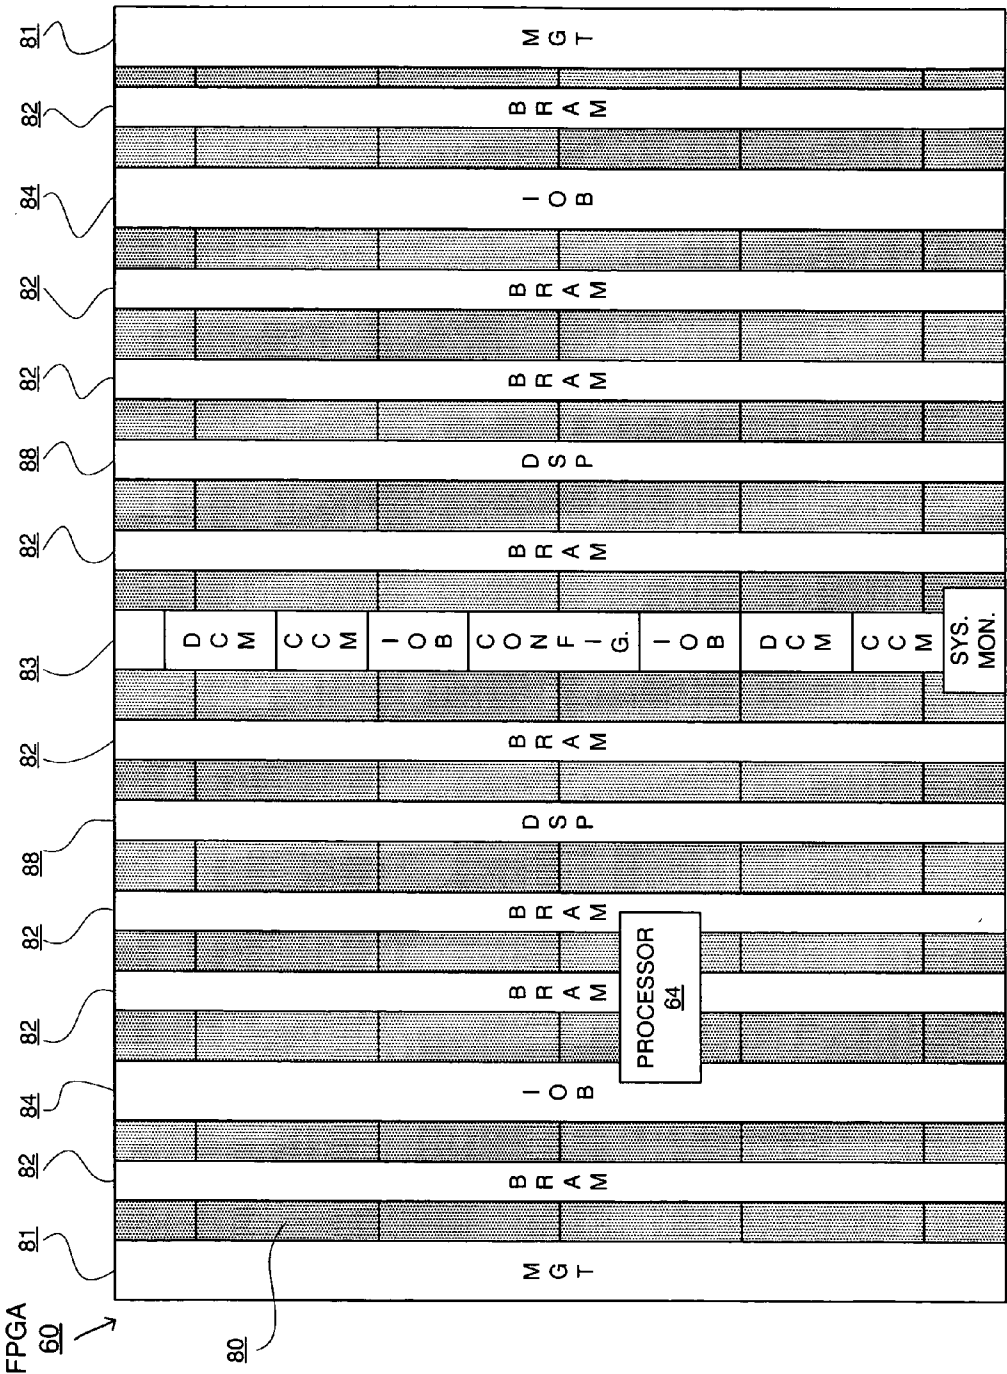 FPGA
60
81 82 84 82 82 88 82 83 82 88 82 82 84 82 81
80
MGT
BRAM
IOB
BRAM
BRAM
PROCESSOR
64
DSP
BRAM
DCM
CCM
IOB
CONFIG.
IOB
DCM
CCM
SYS.
MON.
BRAM
DSP
BRAM
BRAM
IOB
BRAM
MGT